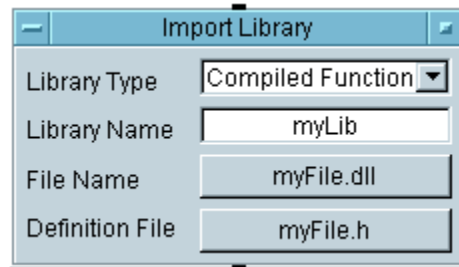 Import Library
Library Type Compiled Function
Library Name myLib
File Name myFile.dll
Definition File myFile.h